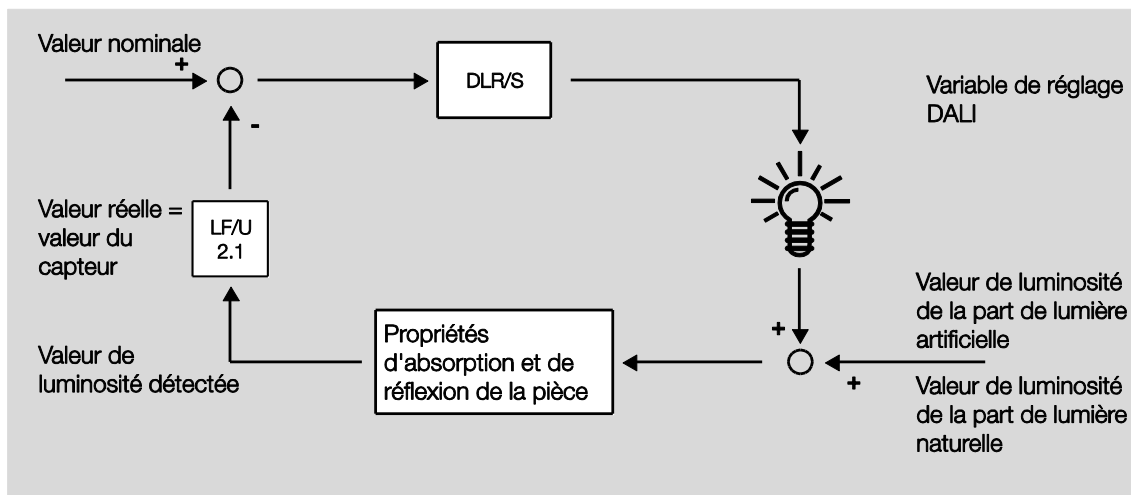 Valeur nominale
+
-
DLR/S
Variable de réglage
DALI
Valeur réelle =
valeur du
capteur
LF/U
2.1
Valeur de luminosité
de la part de lumière
artificielle
+
+
Valeur de
luminosité détectée
Propriétés
d'absorption et de
réflexion de la pièce
Valeur de luminosité
de la part de lumière
naturelle